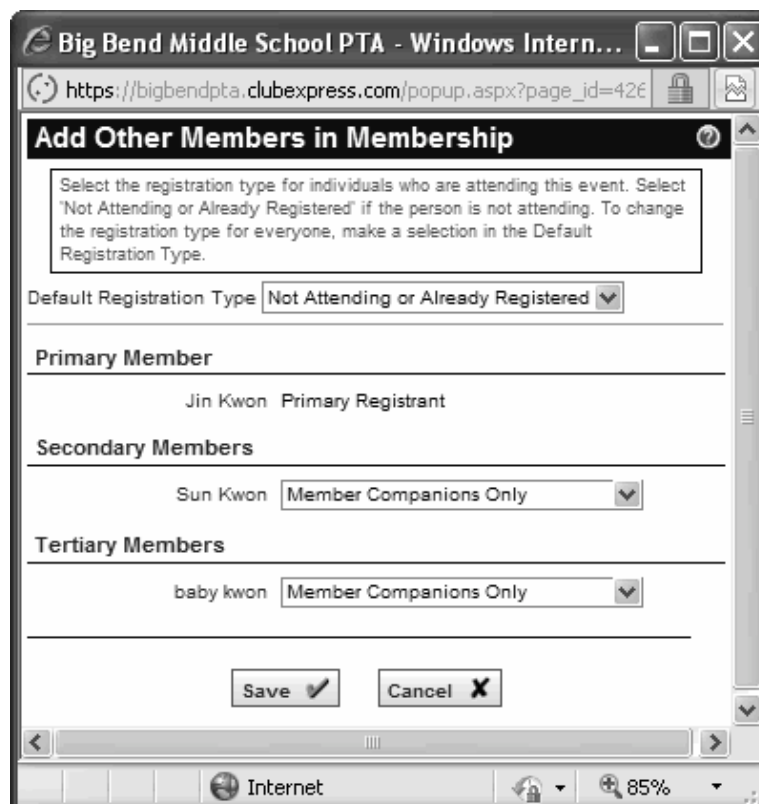 Big Bend Middle School PTA - Windows Intern...
https://bigbendpta.clubexpress.com/popup.aspx?page_id=426
Add Other Members in Membership
Select the registration type for individuals who are attending this event. Select
'Not Attending or Already Registered' if the person is not attending. To change
the registration type for everyone, make a selection in the Default
Registration Type.
Default Registration Type Not Attending or Already Registered
Primary Member
Jin Kwon Primary Registrant
Secondary Members
Sun Kwon Member Companions Only
Tertiary Members
baby kwon Member Companions Only
Save Cancel
Internet 85%